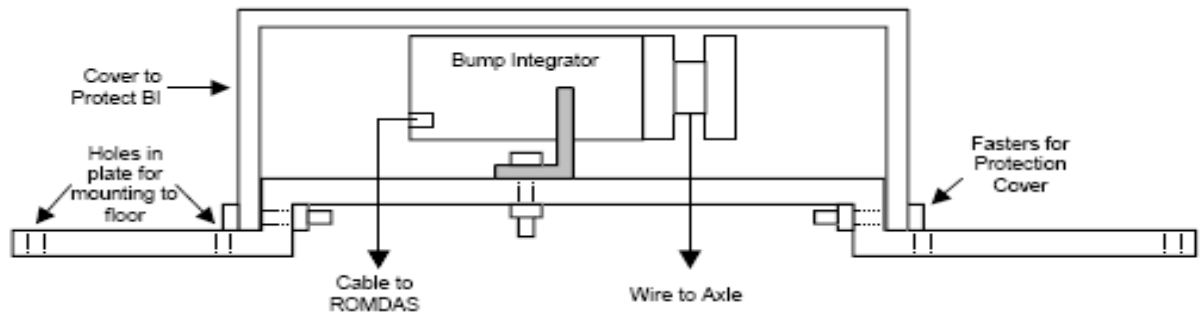 Bump Integrator
Cover to
Protect BI
Holes in
plate for
mounting to
floor
Fasters for
Protection
Cover
Cable to
ROMDAS
Wire to Axle